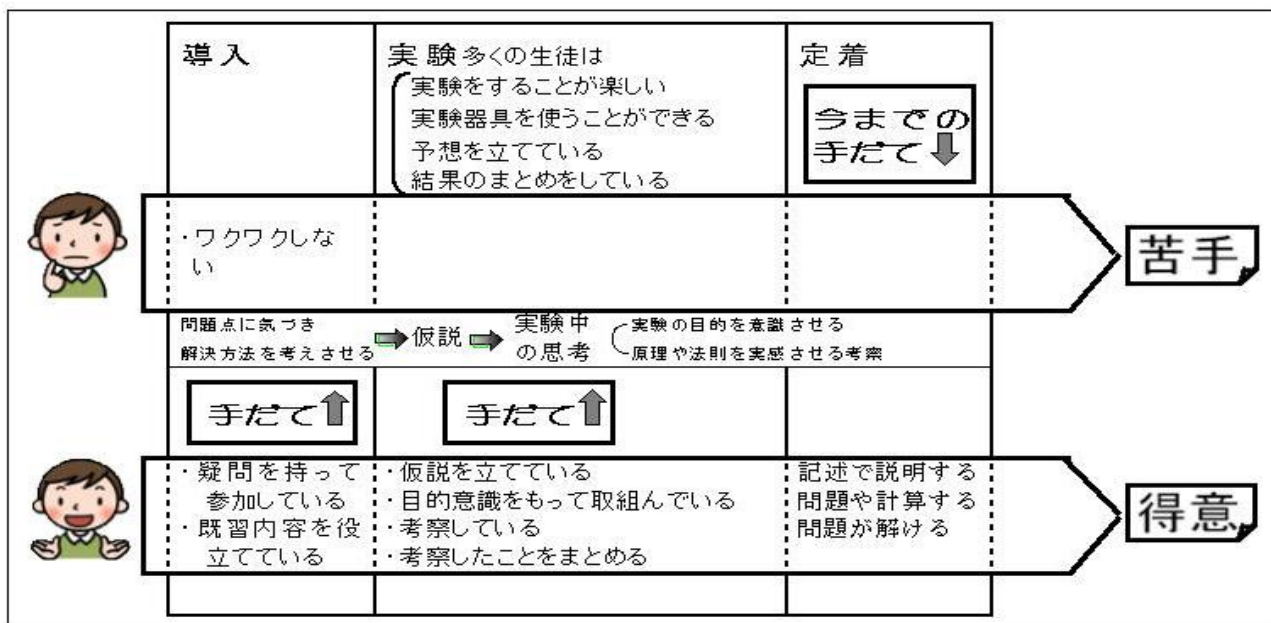 導入
実験多くの生徒は
実験をすることが楽しい
実験器具を使うことができる
予想を立てている
結果のまとめをしている
定着
今までの
手だて
・ワクワクしな
い
苦手
問題点に気づき
解決方法を考えさせる
仮説
実験中
の思考
実験の目的を意識させる
原理や法則を実感させる考察
手だて
手だて
・疑問を持って
参加している
・既習内容を役
立てている
・仮説を立てている
・目的意識をもって取組んでいる
・考察している
・考察したことをまとめる
記述で説明する
問題や計算する
問題が解ける
得意